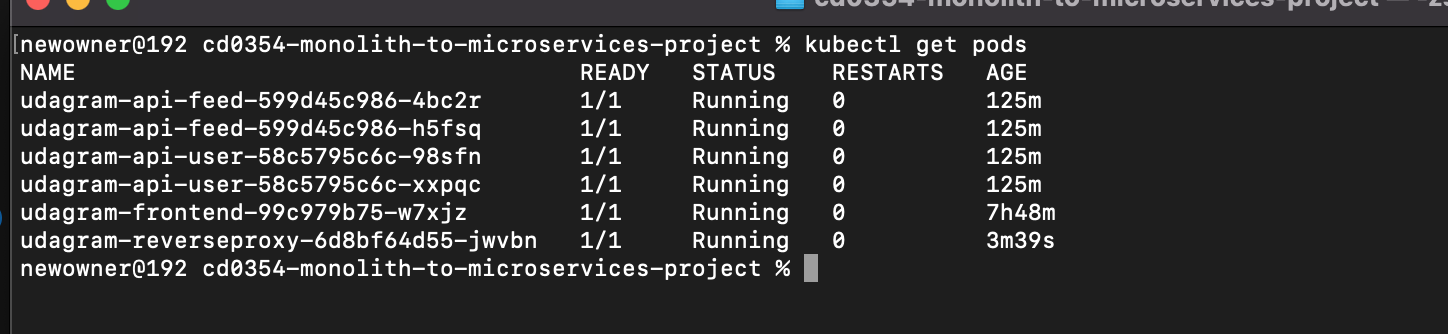 cd0354-monolith-to-microservices-project — -zs
[newowner@192 cd0354-monolith-to-microservices-project % kubectl get pods
NAME READY STATUS RESTARTS AGE
udagram-api-feed-599d45c986-4bc2r 1/1 Running 0 125m
udagram-api-feed-599d45c986-h5fsq 1/1 Running 0 125m
udagram-api-user-58c5795c6c-98sfn 1/1 Running 0 125m
udagram-api-user-58c5795c6c-xxpqc 1/1 Running 0 125m
udagram-frontend-99c979b75-w7xjz 1/1 Running 0 7h48m
udagram-reverseproxy-6d8bf64d55-jwvbn 1/1 Running 0 3m39s
newowner@192 cd0354-monolith-to-microservices-project %